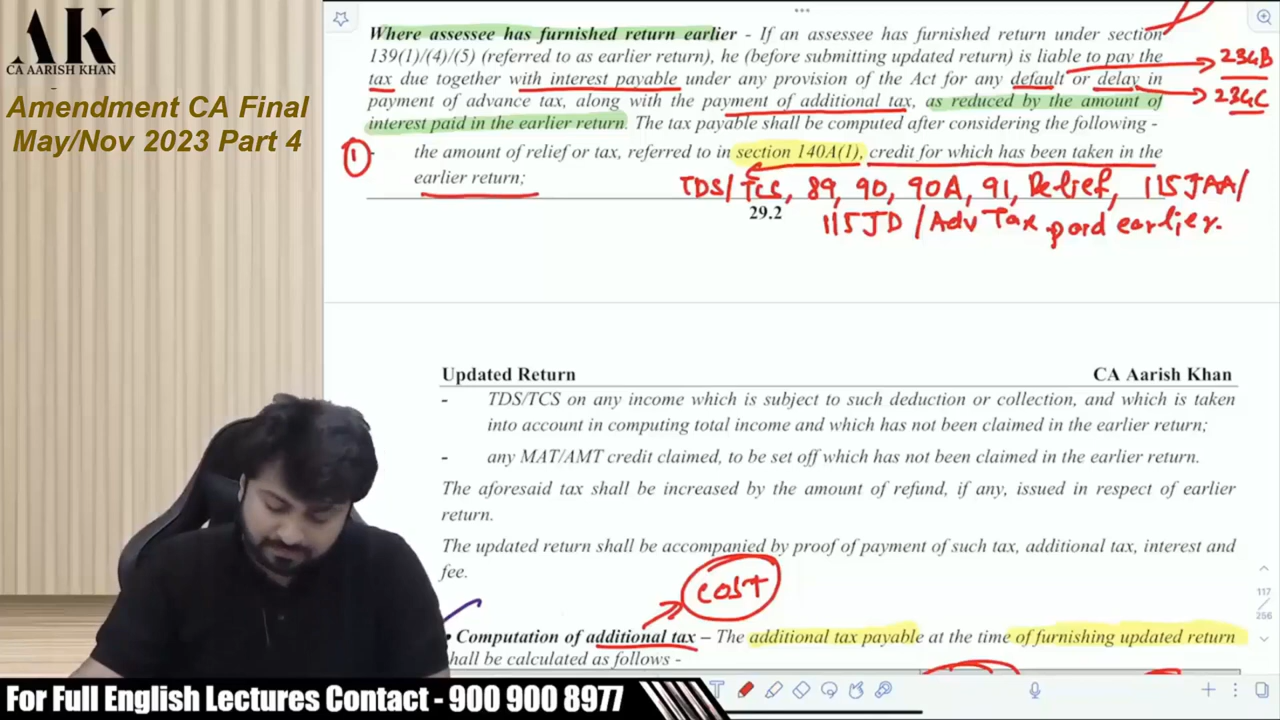 AK
CA AARISH KHAN
Amendment CA Final
May/Nov 2023 Part 4
Where assessee has furnished return earlier - If an assessee has furnished return under section
139(1)/(4)/(5) (referred to as earlier return), he (before submitting updated return) is liable to pay the
tax due together with interest payable under any provision of the Act for any default or delay in
payment of advance tax, along with the payment of additional tax, as reduced by the amount of
interest paid in the earlier return. The tax payable shall be computed after considering the following -
234B
234C
1
the amount of relief or tax, referred to in section 140A(1), credit for which has been taken in the
earlier return;
TDS/TCS, 89, 90, 90A, 91, Relief, 115JAA/
115JD/Adv Tax paid earlier.
29.2
Updated Return CA Aarish Khan
- TDS/TCS on any income which is subject to such deduction or collection, and which is taken
into account in computing total income and which has not been claimed in the earlier return;
- any MAT/AMT credit claimed, to be set off which has not been claimed in the earlier return.
The aforesaid tax shall be increased by the amount of refund, if any, issued in respect of earlier
return.
The updated return shall be accompanied by proof of payment of such tax, additional tax, interest and
fee.
cost
• Computation of additional tax – The additional tax payable at the time of furnishing updated return
shall be calculated as follows -
117
256
For Full English Lectures Contact - 900 900 8977